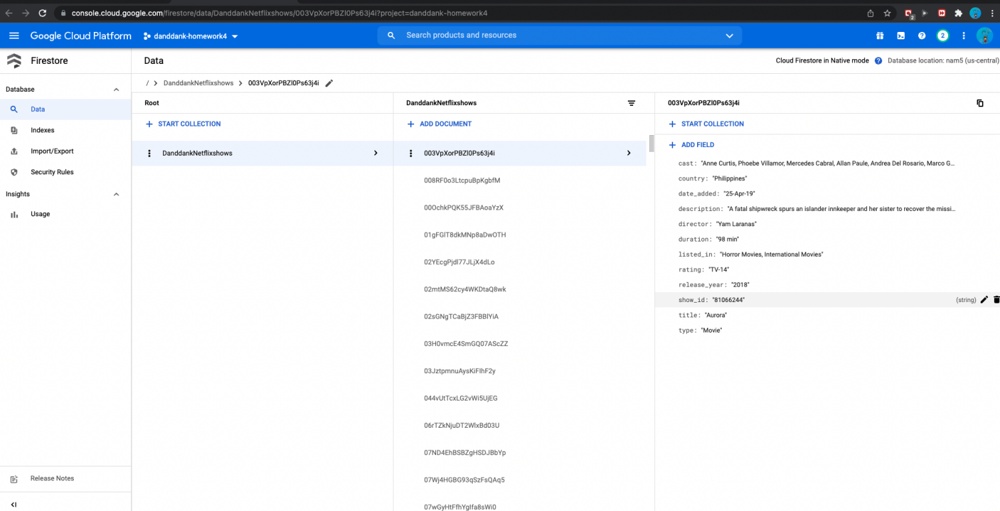 console.cloud.google.com/firestore/data/DanddankNetflixshows/003VpXorPBZl0Ps63j4i?project=danddank-homework4
2
Google Cloud Platform
danddank-homework4
Search products and resources
2
Firestore
Data
Cloud Firestore in Native mode
Database location: nam5 (us-central)
Database
Data
Indexes
Import/Export
Security Rules
Insights
Usage
Release Notes
/ > DanddankNetflixshows > 003VpXorPBZl0Ps63j4i
Root
START COLLECTION
DanddankNetflixshows
DanddankNetflixshows
ADD DOCUMENT
003VpXorPBZl0Ps63j4i
008RF0o3LtcpuBpKgbfM
00OchkPQK55JFBAoaYzX
01gFGlT8dkMNp8aDwOTH
02YEcgPjdl77JLjX4dLo
02mtMS62cy4WKDtaQ8wk
02sGNgTCaBjZ3FBBlYiA
03H0vmcE4SmGQ07AScZZ
03JztpmnuAysKiFlhF2y
044vUtTcxLG2vWi5UjEG
06rTZkNjuDT2WlxBd03U
07ND4EhBSBZgHSDJBbYp
07Wj4HGBG93qSzFsQAq5
07wGyHtFfhYglfa8sWi0
003VpXorPBZl0Ps63j4i
START COLLECTION
ADD FIELD
cast: "Anne Curtis, Phoebe Villamor, Mercedes Cabral, Allan Paule, Andrea Del Rosario, Marco G...
country: "Philippines"
date_added: "25-Apr-19"
description: "A fatal shipwreck spurs an islander innkeeper and her sister to recover the missi...
director: "Yam Laranas"
duration: "98 min"
listed_in: "Horror Movies, International Movies"
rating: "TV-14"
release_year: "2018"
show_id: "81066244" (string)
title: "Aurora"
type: "Movie"